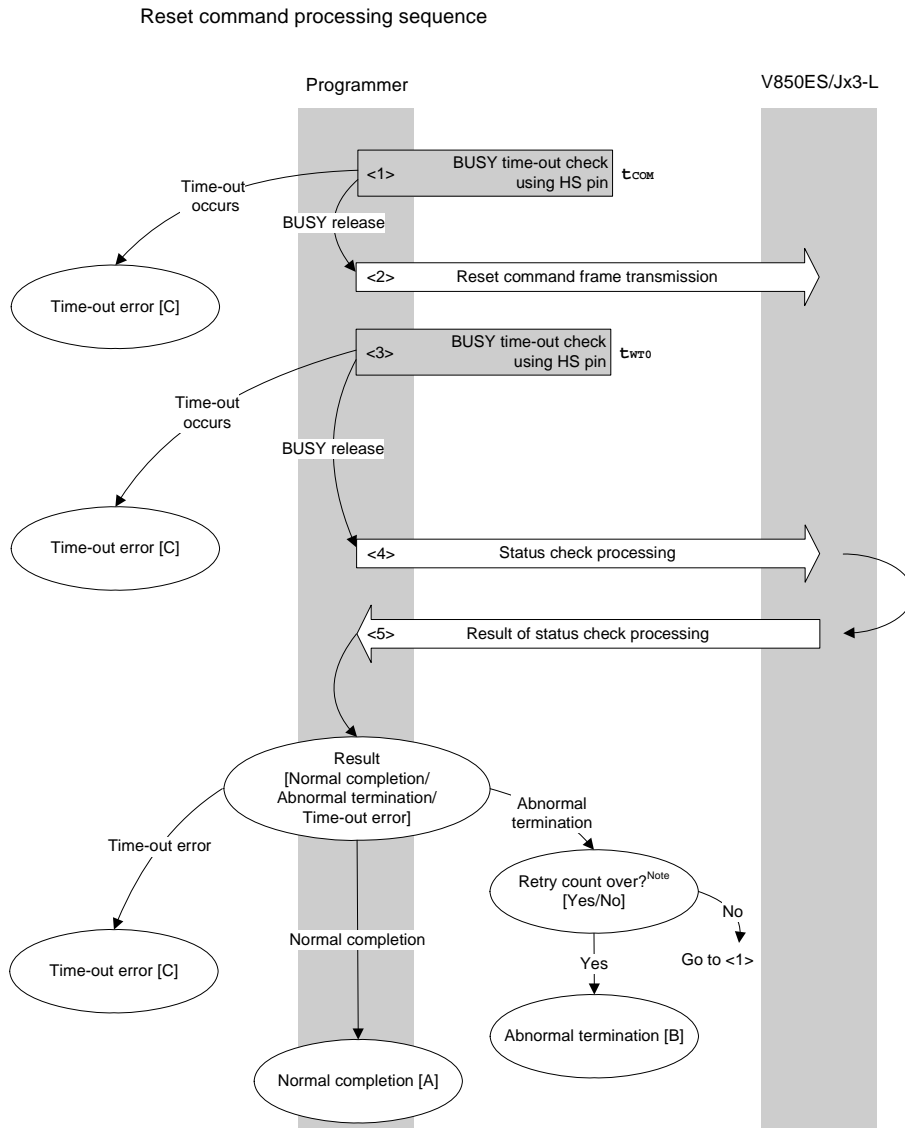 Reset command processing sequence
Programmer
V850ES/Jx3-L
<1>
BUSY time-out check
using HS pin
tCOM
Time-out
occurs
BUSY release
<2>
Reset command frame transmission
Time-out error [C]
<3>
BUSY time-out check
using HS pin
tWT0
Time-out
occurs
BUSY release
Time-out error [C]
<4>
Status check processing
<5>
Result of status check processing
Result
[Normal completion/
Abnormal termination/
Time-out error]
Abnormal
termination
Time-out error
Retry count over?Note
[Yes/No]
No
Normal completion
Yes
Go to <1>
Time-out error [C]
Abnormal termination [B]
Normal completion [A]